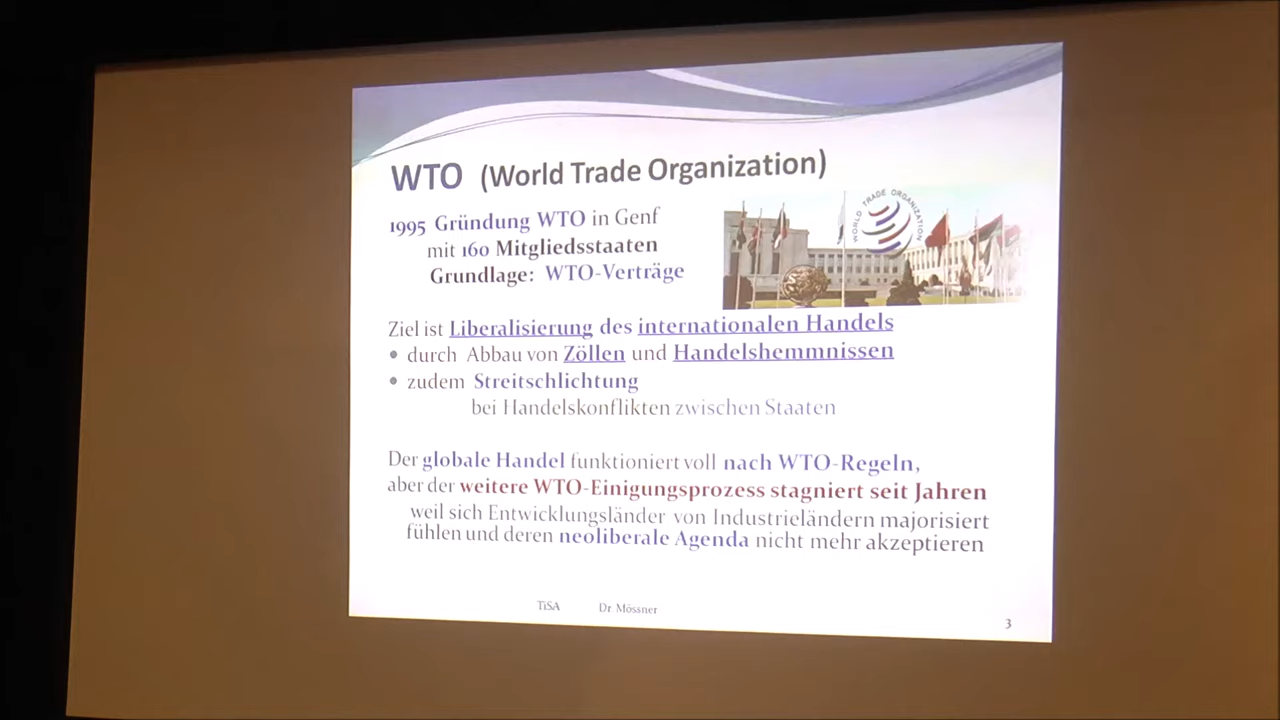 WTO (World Trade Organization)
1995 Gründung WTO in Genf
mit 160 Mitgliedsstaaten
Grundlage: WTO-Verträge
WORLD TRADE ORGANIZATION
Ziel ist Liberalisierung des internationalen Handels
• durch Abbau von Zöllen und Handelshemmnissen
• zudem Streitschlichtung
bei Handelskonflikten zwischen Staaten
Der globale Handel funktioniert voll nach WTO-Regeln,
aber der weitere WTO-Einigungsprozess stagniert seit Jahren
weil sich Entwicklungsländer von Industrieländern majorisiert
fühlen und deren neoliberale Agenda nicht mehr akzeptieren
TiSA Dr Mössner
3